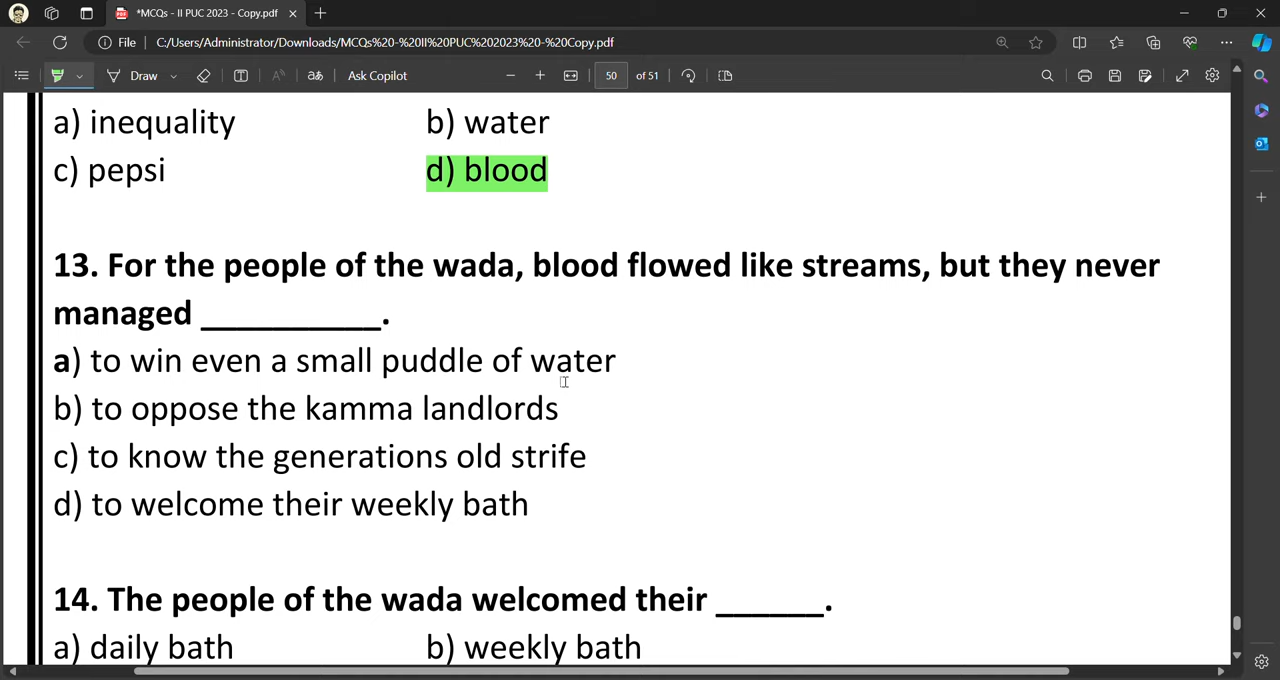 *MCQs - II PUC 2023 - Copy.pdf
File C:/Users/Administrator/Downloads/MCQs%20-%20II%20PUC%202023%20-%20Copy.pdf
Draw Ask Copilot 50 of 51
a) inequality b) water
c) pepsi d) blood
13. For the people of the wada, blood flowed like streams, but they never
managed ___________.
a) to win even a small puddle of water
b) to oppose the kamma landlords
c) to know the generations old strife
d) to welcome their weekly bath
14. The people of the wada welcomed their ______.
a) daily bath b) weekly bath